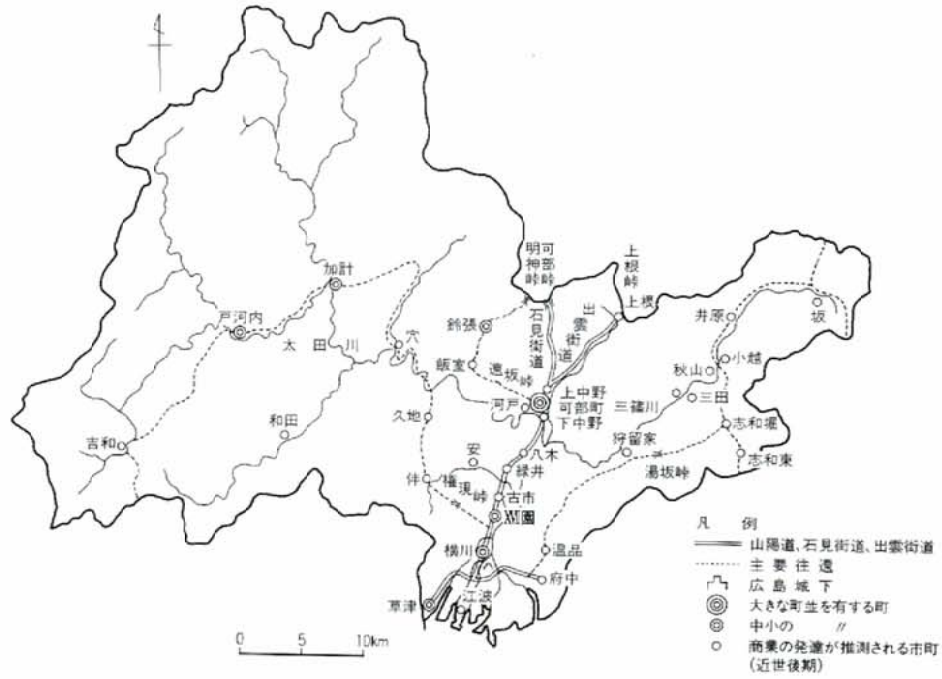 明神峠
可部峠
上根峠
加計
出雲街道
上根
井原
坂
戸河内
鈴張
石見街道
太田川
穴
小越
飯室
遠坂峠
秋山
上中野
三篠川
三田
河戸
可部町
下中野
久地
志和堀
和田
狩留家
吉和
安
八木
湯坂峠
志和東
緑井
伴
権現峠
古市
横川
温品
府中
草津
江波
0 5 10km
凡例
山陽道、石見街道、出雲街道
主要往還
広島城下
大きな町並を有する町
中小の 〃
商業の発達が推測される市町
(近世後期)